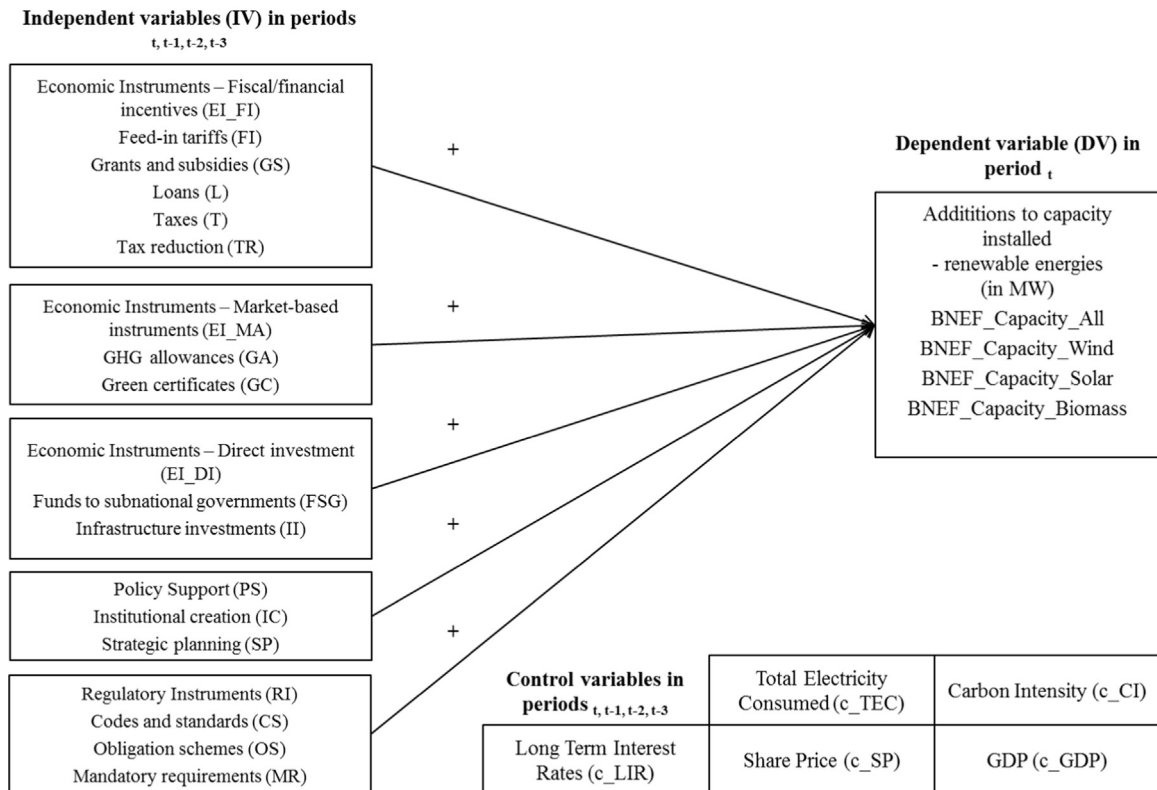 Independent variables (IV) in periods
t, t-1, t-2, t-3
Economic Instruments – Fiscal/financial
incentives (EI_FI)
Feed-in tariffs (FI)
Grants and subsidies (GS)
Loans (L)
Taxes (T)
Tax reduction (TR)
Economic Instruments – Market-based
instruments (EI_MA)
GHG allowances (GA)
Green certificates (GC)
Economic Instruments – Direct investment
(EI_DI)
Funds to subnational governments (FSG)
Infrastructure investments (II)
Policy Support (PS)
Institutional creation (IC)
Strategic planning (SP)
Regulatory Instruments (RI)
Codes and standards (CS)
Obligation schemes (OS)
Mandatory requirements (MR)
+
+
+
+
+
Dependent variable (DV) in
period t
Addititions to capacity
installed
- renewable energies
(in MW)
BNEF_Capacity_All
BNEF_Capacity_Wind
BNEF_Capacity_Solar
BNEF_Capacity_Biomass
Control variables in
periods t, t-1, t-2, t-3
Total Electricity
Consumed (c_TEC)
Carbon Intensity (c_CI)
Long Term Interest
Rates (c_LIR)
Share Price (c_SP)
GDP (c_GDP)